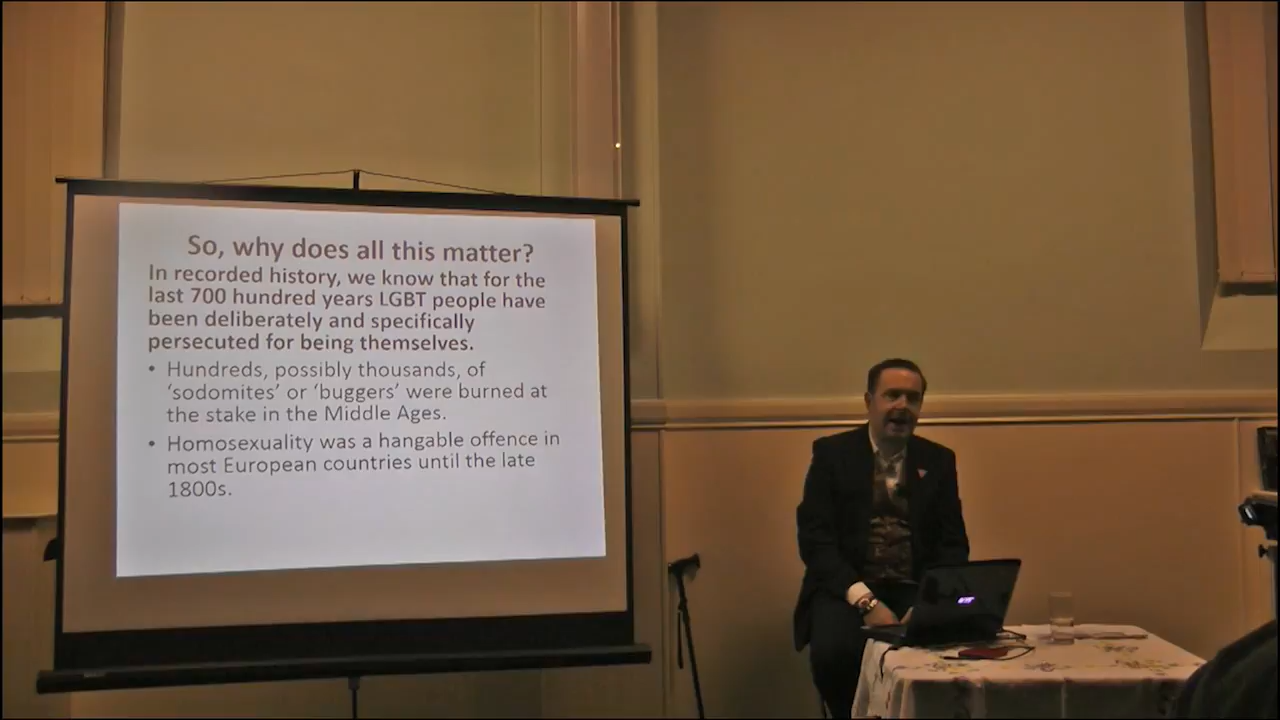 So, why does all this matter?
In recorded history, we know that for the
last 700 hundred years LGBT people have
been deliberately and specifically
persecuted for being themselves.
• Hundreds, possibly thousands, of
‘sodomites’ or ‘buggers’ were burned at
the stake in the Middle Ages.
• Homosexuality was a hangable offence in
most European countries until the late
1800s.